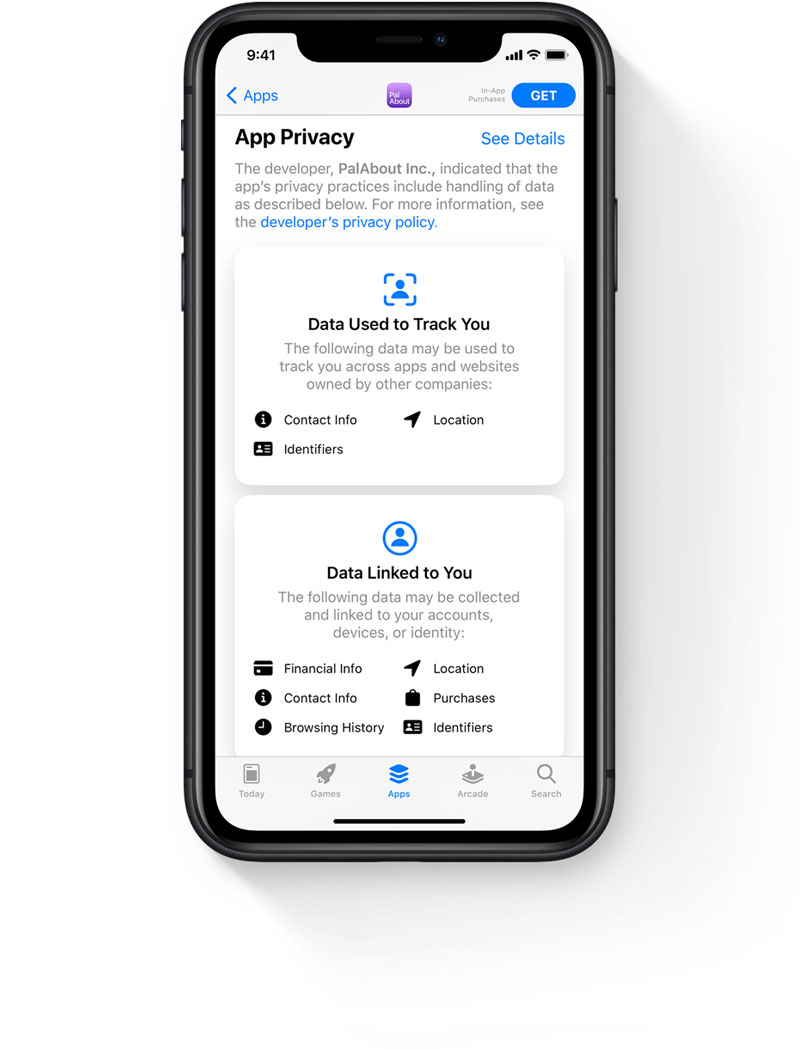 9:41
Apps
Pal
About
In-App
Purchases
GET
App Privacy
See Details
The developer, PalAbout Inc., indicated that the
app’s privacy practices include handling of data
as described below. For more information, see
the developer’s privacy policy.
Data Used to Track You
The following data may be used to
track you across apps and websites
owned by other companies:
Contact Info
Location
Identifiers
Data Linked to You
The following data may be collected
and linked to your accounts,
devices, or identity:
Financial Info
Location
Contact Info
Purchases
Browsing History
Identifiers
Today
Games
Apps
Arcade
Search